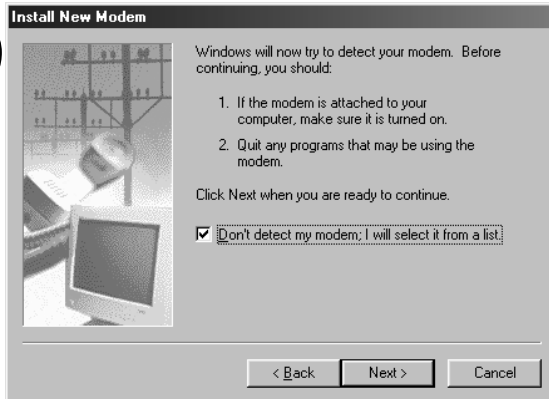 Install New Modem
Windows will now try to detect your modem. Before
continuing, you should:
1. If the modem is attached to your
computer, make sure it is turned on.
2. Quit any programs that may be using the
modem.
Click Next when you are ready to continue.
Don't detect my modem; I will select it from a list.
< Back
Next >
Cancel